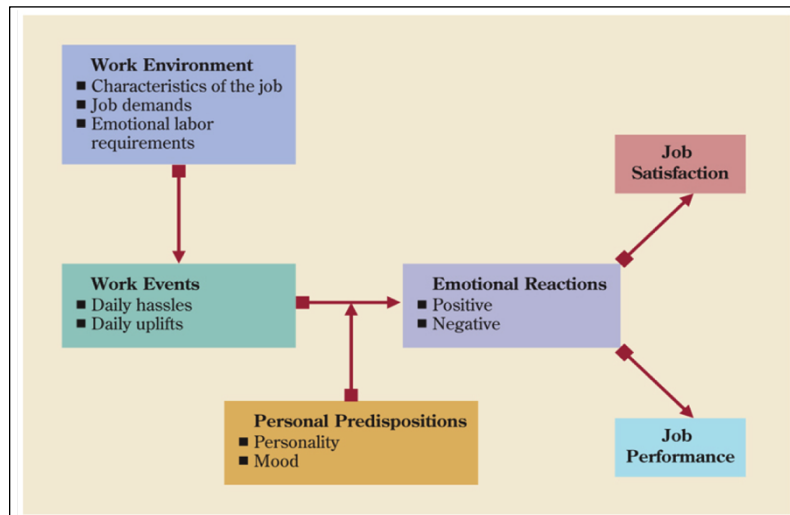 Work Environment
■ Characteristics of the job
■ Job demands
■ Emotional labor
requirements
Job
Satisfaction
Work Events
■ Daily hassles
■ Daily uplifts
Emotional Reactions
■ Positive
■ Negative
Personal Predispositions
■ Personality
■ Mood
Job
Performance